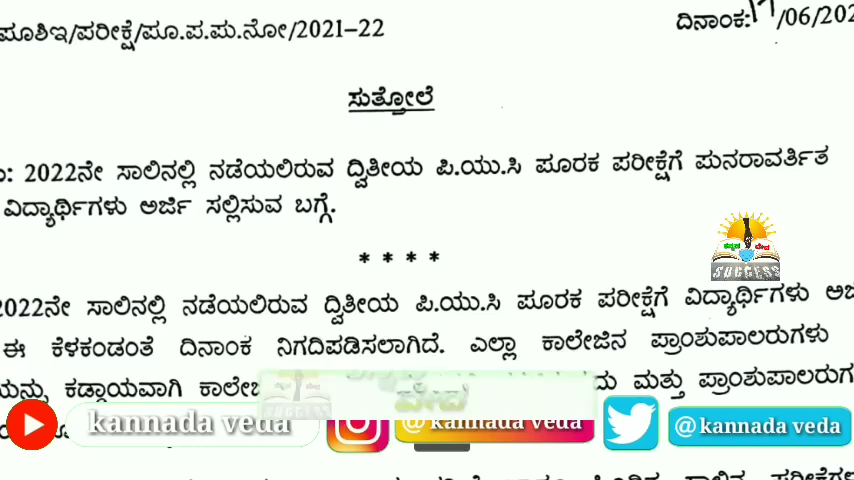 ಪೂಶಿಇ/ಪರೀಕ್ಷೆ/ಪೂ.ಪ.ಮ.ನೋ/2021-22
ದಿನಾಂಕ:17/06/202
ಸುತ್ತೋಲೆ
2022ನೇ ಸಾಲಿನಲ್ಲಿ ನಡೆಯಲಿರುವ ದ್ವಿತೀಯ ಪಿ.ಯು.ಸಿ ಪೂರಕ ಪರೀಕ್ಷೆಗೆ ಪುನರಾವರ್ತಿತ
ವಿದ್ಯಾರ್ಥಿಗಳು ಅರ್ಜಿ ಸಲ್ಲಿಸುವ ಬಗ್ಗೆ.
* * * *
SUCCESS
2022ನೇ ಸಾಲಿನಲ್ಲಿ ನಡೆಯಲಿರುವ ದ್ವಿತೀಯ ಪಿ.ಯು.ಸಿ ಪೂರಕ ಪರೀಕ್ಷೆಗೆ ವಿದ್ಯಾರ್ಥಿಗಳು
ಈ ಕೆಳಕಂಡಂತೆ ದಿನಾಂಕ ನಿಗದಿಪಡಿಸಲಾಗಿದೆ. ಎಲ್ಲಾ ಕಾಲೇಜಿನ ಪ್ರಾಂಶುಪಾಲರುಗಳು
ಕಡ್ಡಾಯವಾಗಿ ಮತ್ತು
ವೇದ
kannada veda
@kannada veda
@kannada veda